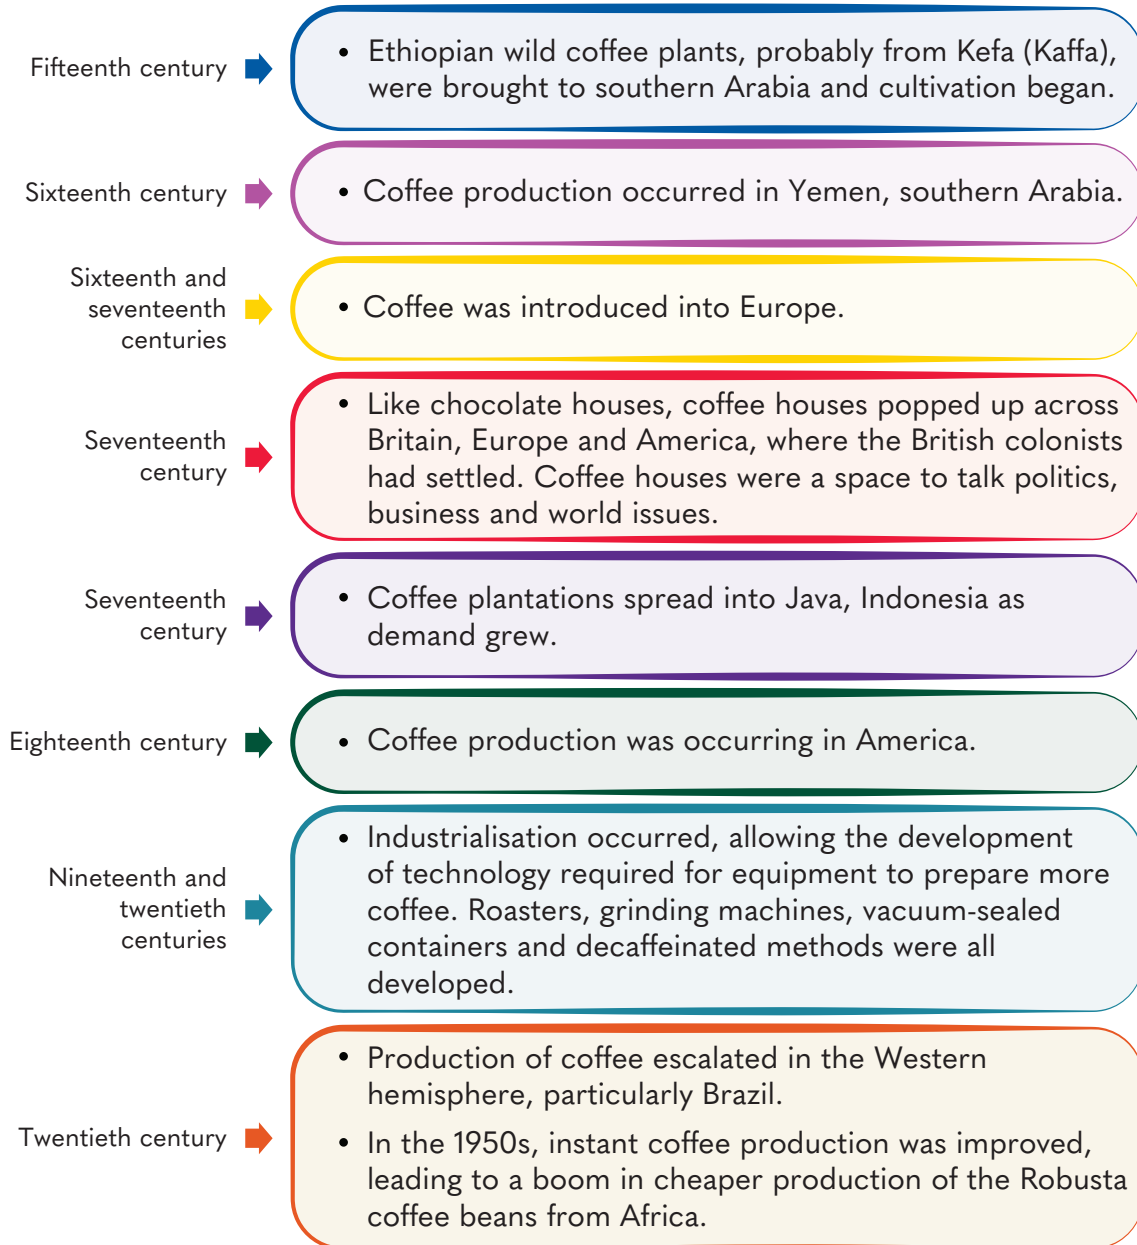 Fifteenth century
• Ethiopian wild coffee plants, probably from Kefa (Kaffa),
were brought to southern Arabia and cultivation began.
Sixteenth century
• Coffee production occurred in Yemen, southern Arabia.
Sixteenth and
seventeenth
centuries
• Coffee was introduced into Europe.
Seventeenth
century
• Like chocolate houses, coffee houses popped up across
Britain, Europe and America, where the British colonists
had settled. Coffee houses were a space to talk politics,
business and world issues.
Seventeenth
century
• Coffee plantations spread into Java, Indonesia as
demand grew.
Eighteenth century
• Coffee production was occurring in America.
Nineteenth and
twentieth
centuries
• Industrialisation occurred, allowing the development
of technology required for equipment to prepare more
coffee. Roasters, grinding machines, vacuum-sealed
containers and decaffeinated methods were all
developed.
Twentieth century
• Production of coffee escalated in the Western
hemisphere, particularly Brazil.
• In the 1950s, instant coffee production was improved,
leading to a boom in cheaper production of the Robusta
coffee beans from Africa.